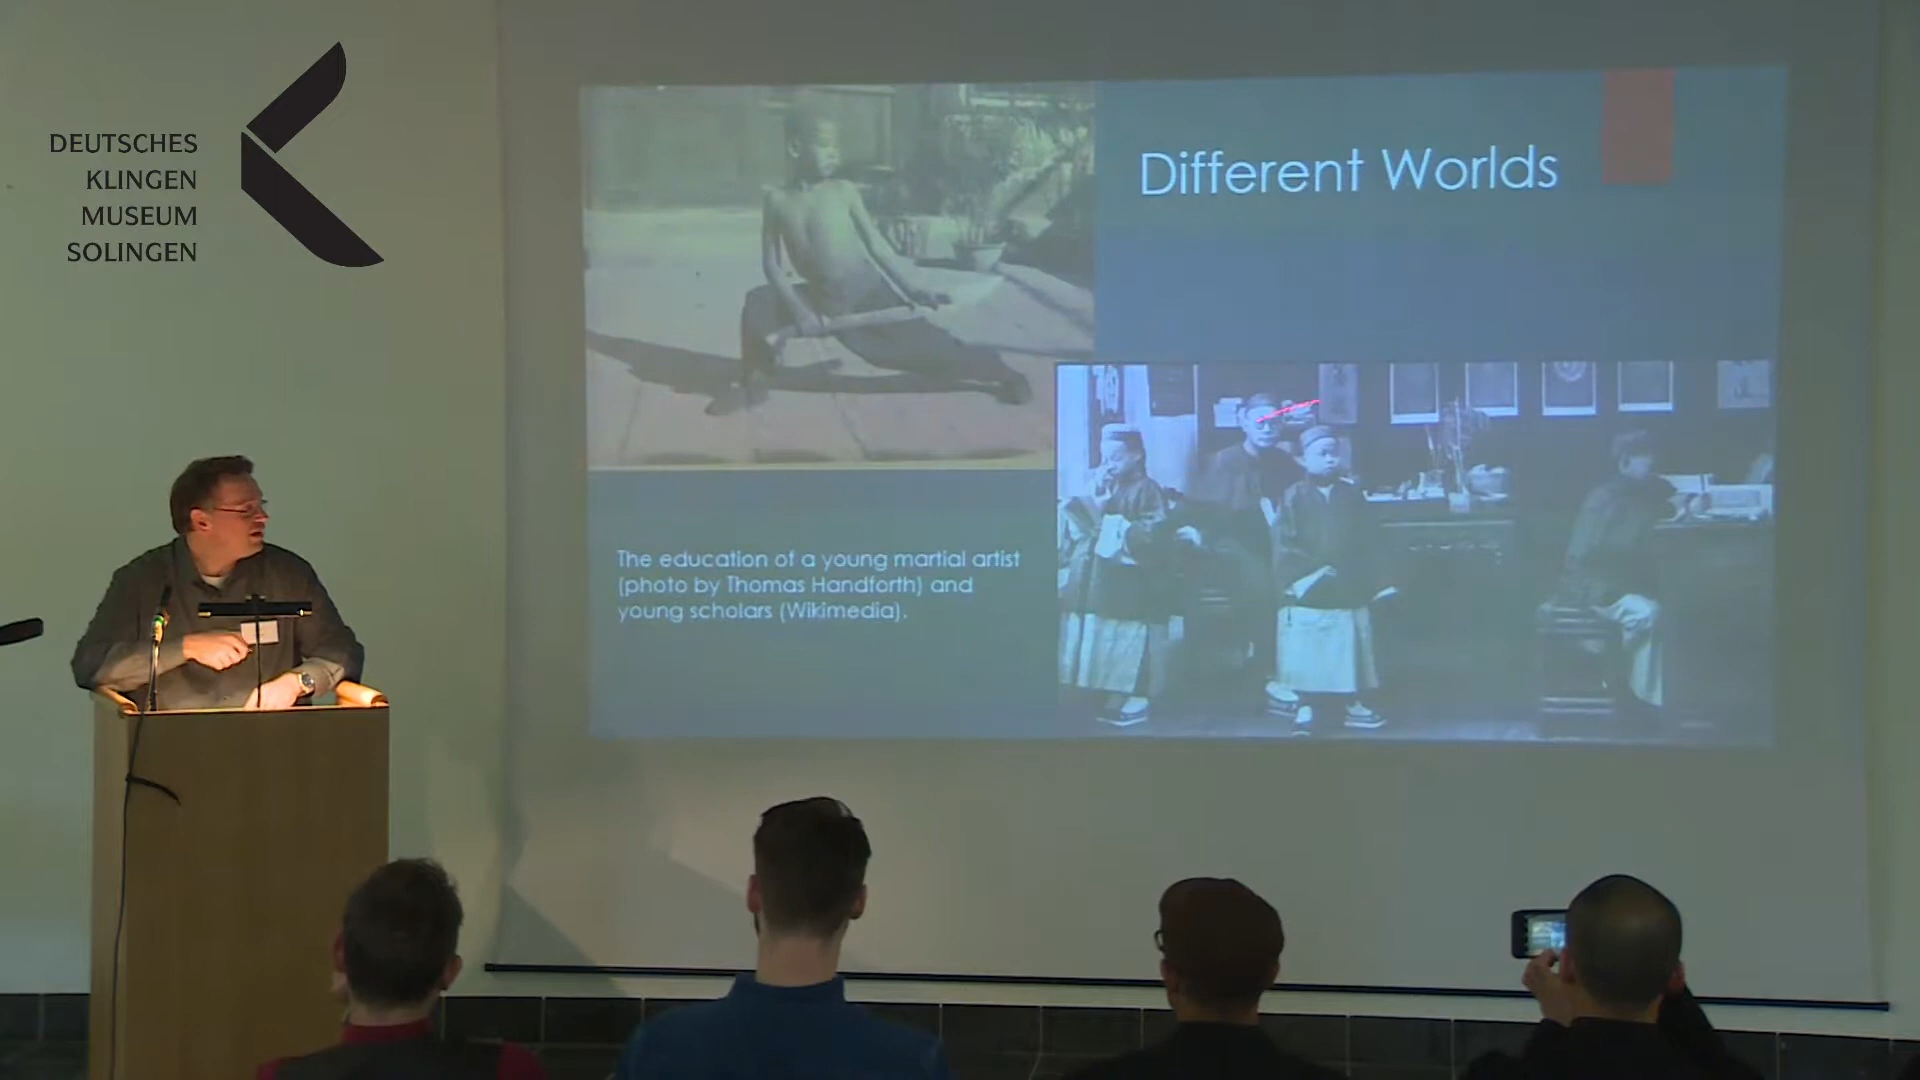 DEUTSCHES
KLINGEN
MUSEUM
SOLINGEN
Different Worlds
The education of a young martial artist
(photo by Thomas Handforth) and
young scholars (Wikimedia).